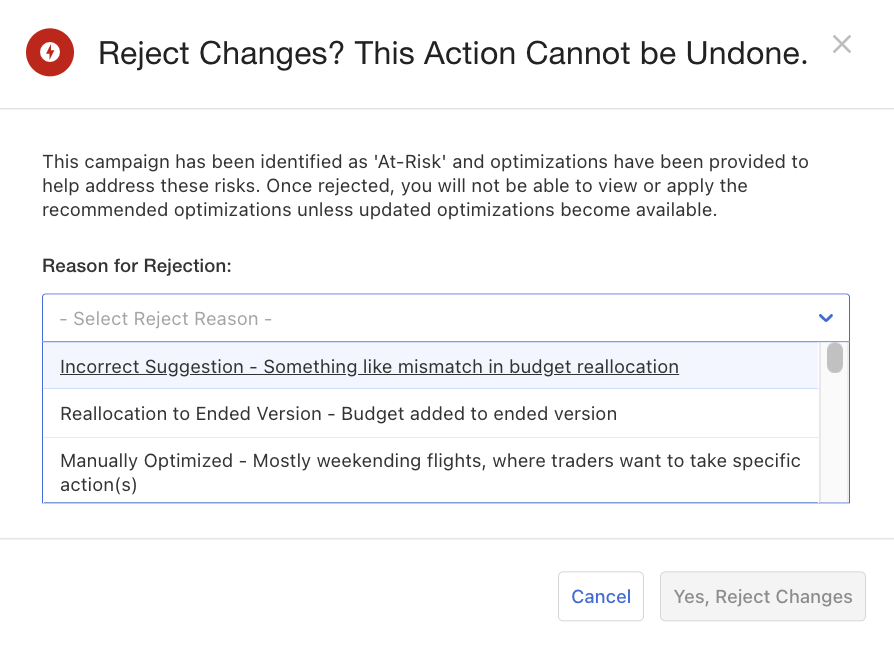 Reject Changes? This Action Cannot be Undone.
This campaign has been identified as 'At-Risk' and optimizations have been provided to
help address these risks. Once rejected, you will not be able to view or apply the
recommended optimizations unless updated optimizations become available.
Reason for Rejection:
- Select Reject Reason -
Incorrect Suggestion - Something like mismatch in budget reallocation
Reallocation to Ended Version - Budget added to ended version
Manually Optimized - Mostly weekending flights, where traders want to take specific
action(s)
Cancel
Yes, Reject Changes